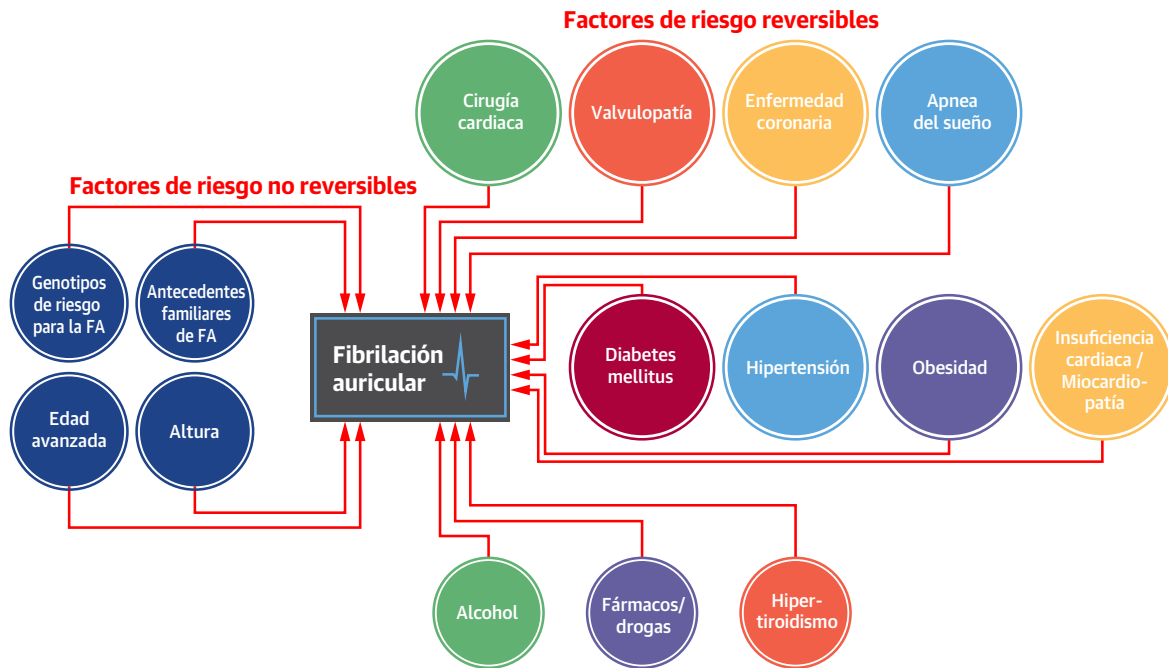 Factores de riesgo reversibles
Cirugía
cardiaca
Valvulopatía
Enfermedad
coronaria
Apnea
del sueño
Factores de riesgo no reversibles
Genotipos
de riesgo
para la FA
Antecedentes
familiares
de FA
Edad
avanzada
Altura
Fibrilación
auricular
Diabetes
mellitus
Hipertensión
Obesidad
Insuficiencia
cardiaca /
Miocardio-
patía
Alcohol
Fármacos/
drogas
Hiper-
tiroidismo